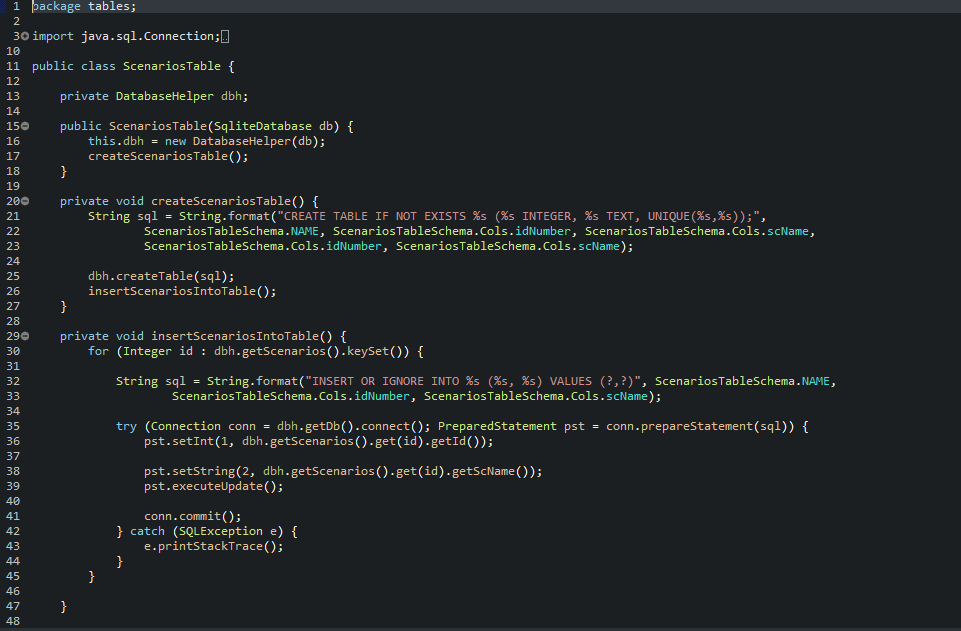 1 package tables;
2
3 import java.sql.Connection;
10
11 public class ScenariosTable {
12
13 private DatabaseHelper dbh;
14
15 public ScenariosTable(SqliteDatabase db) {
16 this.dbh = new DatabaseHelper(db);
17 createScenariosTable();
18 }
19
20 private void createScenariosTable() {
21 String sql = String.format("CREATE TABLE IF NOT EXISTS %s (%s INTEGER, %s TEXT, UNIQUE(%s,%s));",
22 ScenariosTableSchema.NAME, ScenariosTableSchema.Cols.idNumber, ScenariosTableSchema.Cols.scName,
23 ScenariosTableSchema.Cols.idNumber, ScenariosTableSchema.Cols.scName);
24
25 dbh.createTable(sql);
26 insertScenariosIntoTable();
27 }
28
29 private void insertScenariosIntoTable() {
30 for (Integer id : dbh.getScenarios().keySet()) {
31
32 String sql = String.format("INSERT OR IGNORE INTO %s (%s, %s) VALUES (?,?)", ScenariosTableSchema.NAME,
33 ScenariosTableSchema.Cols.idNumber, ScenariosTableSchema.Cols.scName);
34
35 try (Connection conn = dbh.getDb().connect(); PreparedStatement pst = conn.prepareStatement(sql)) {
36 pst.setInt(1, dbh.getScenarios().get(id).getId());
37
38 pst.setString(2, dbh.getScenarios().get(id).getScName());
39 pst.executeUpdate();
40
41 conn.commit();
42 } catch (SQLException e) {
43 e.printStackTrace();
44 }
45 }
46
47 }
48